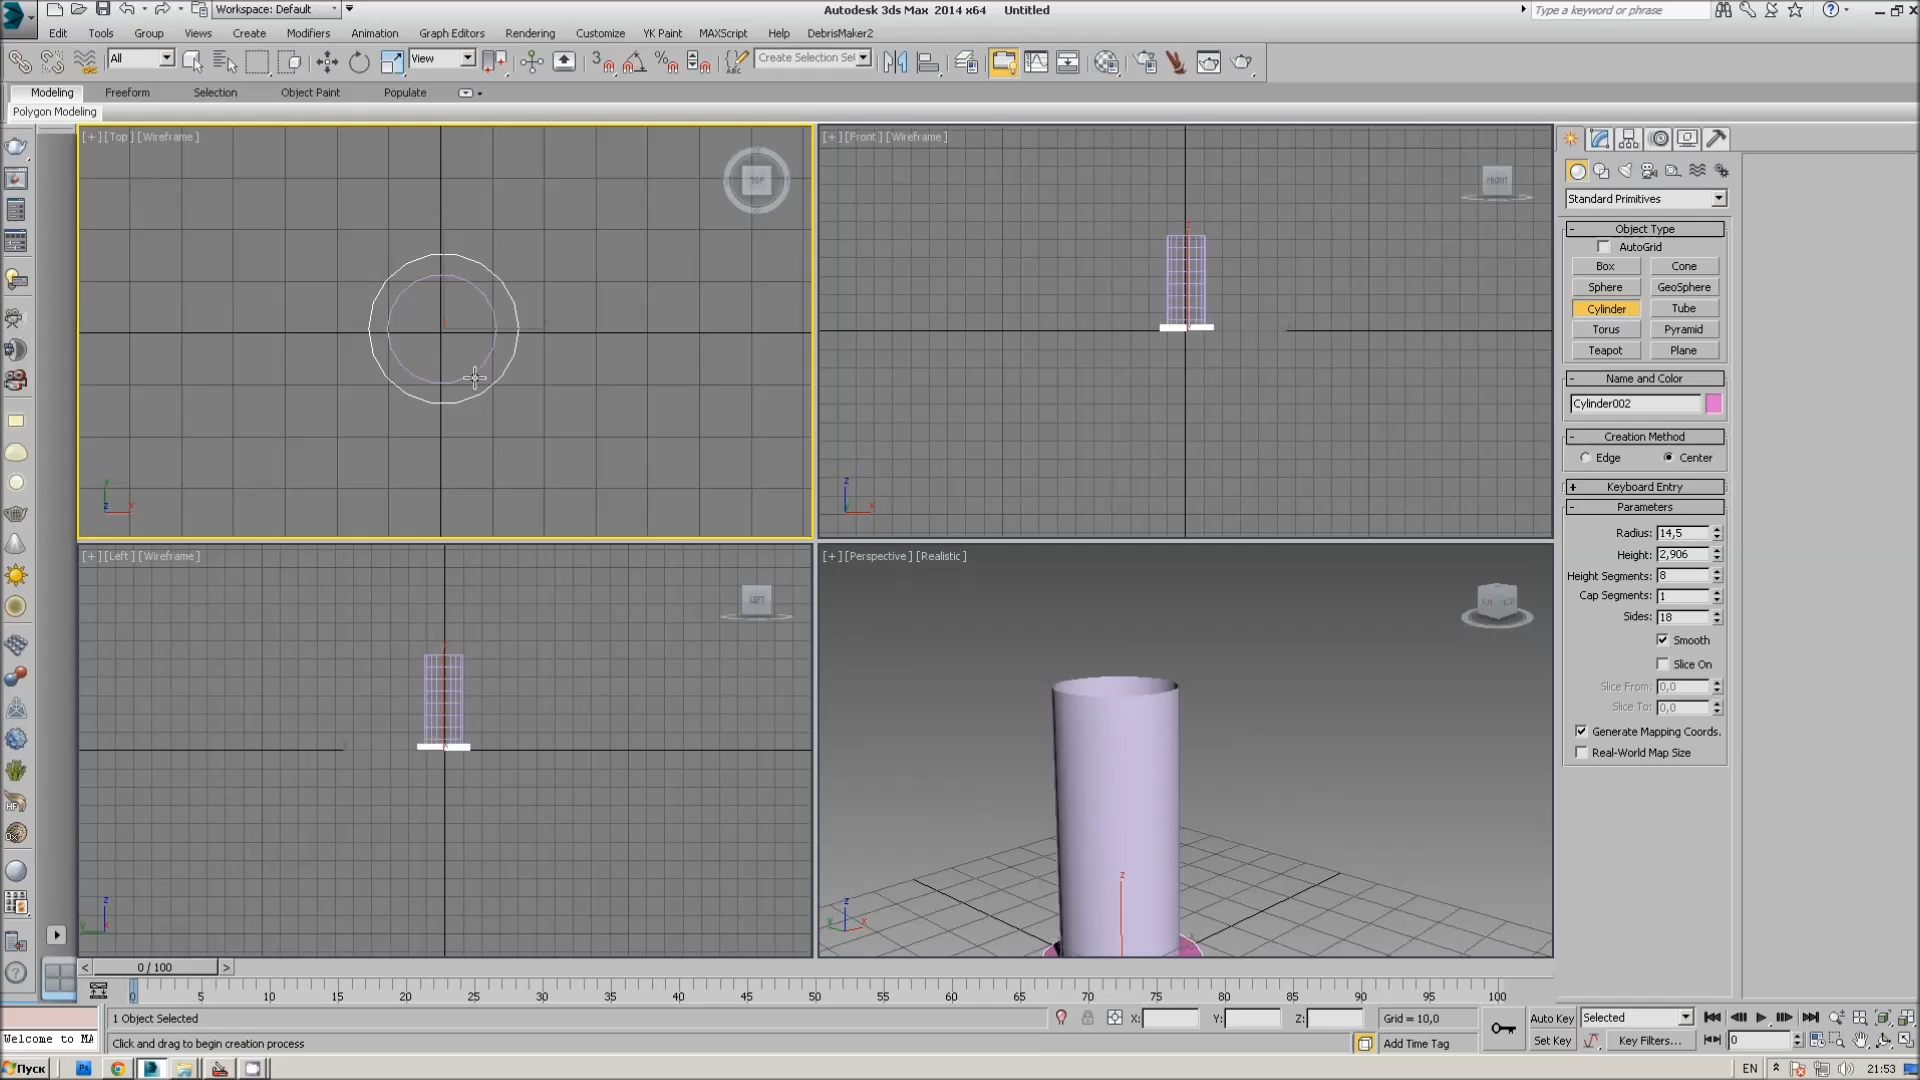 Workspace: Default
Autodesk 3ds Max 2014 x64 Untitled
Type a keyword or phrase
Edit Tools Group Views Create Modifiers Animation Graph Editors Rendering Customize YK Paint MAXScript Help DebrisMaker2
All View 3 Create Selection Sel
Modeling Freeform Selection Object Paint Populate
Polygon Modeling
[+] [Top] [Wireframe]
TOP
[+] [Front] [Wireframe]
FRONT
[+] [Left] [Wireframe]
LEFT
[+] [Perspective] [Realistic]
Standard Primitives
- Object Type
AutoGrid
Box Cone
Sphere GeoSphere
Cylinder Tube
Torus Pyramid
Teapot Plane
- Name and Color
Cylinder002
- Creation Method
Edge Center
+ Keyboard Entry
- Parameters
Radius: 14,5
Height: 2,906
Height Segments: 8
Cap Segments: 1
Sides: 18
Smooth
Slice On
Slice From: 0,0
Slice To: 0,0
Generate Mapping Coords.
Real-World Map Size
< 0 / 100 >
0 5 10 15 20 25 30 35 40 45 50 55 60 65 70 75 80 85 90 95 100
1 Object Selected X: Y: Z: Grid = 10,0 Auto Key Selected
Welcome to MA Click and drag to begin creation process Add Time Tag Set Key Key Filters... 0
Пуск Ps EN 21:53